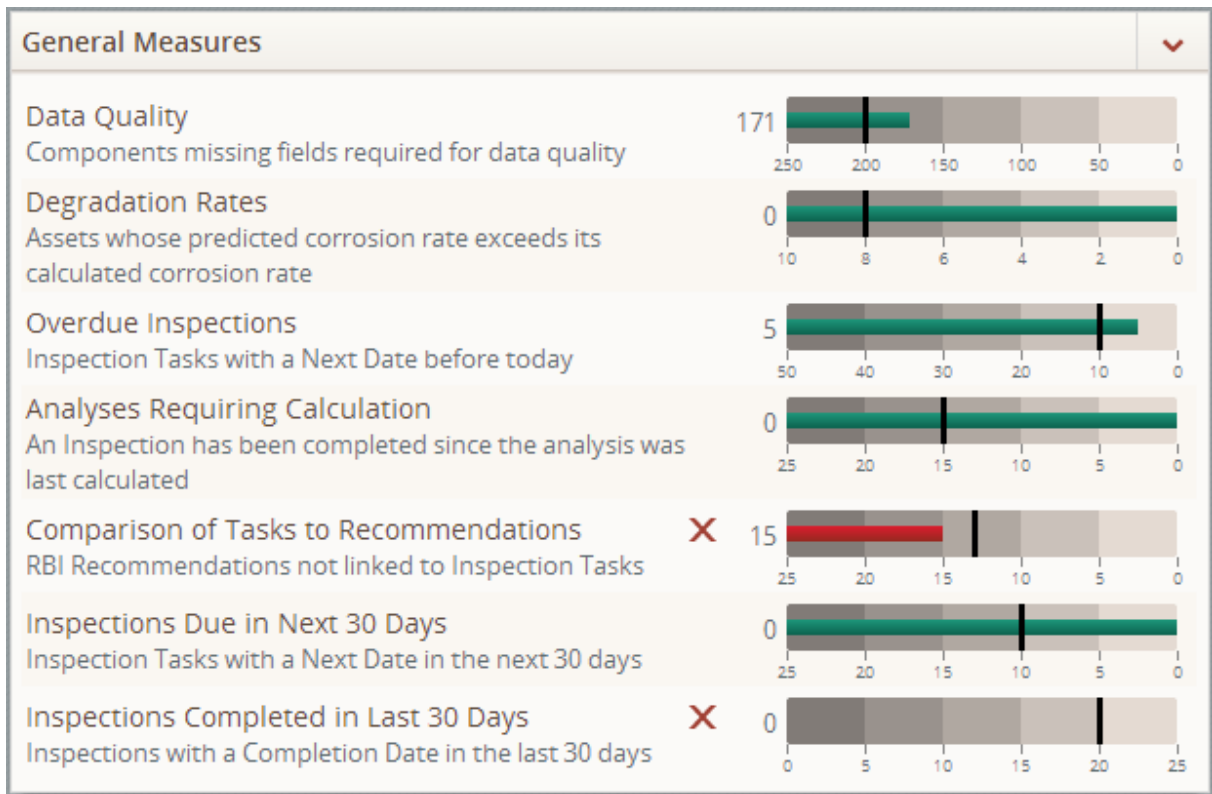 General Measures
Data Quality
Components missing fields required for data quality
171
250 200 150 100 50 0
Degradation Rates
Assets whose predicted corrosion rate exceeds its
calculated corrosion rate
0
10 8 6 4 2 0
Overdue Inspections
Inspection Tasks with a Next Date before today
5
50 40 30 20 10 0
Analyses Requiring Calculation
An Inspection has been completed since the analysis was
last calculated
0
25 20 15 10 5 0
Comparison of Tasks to Recommendations
RBI Recommendations not linked to Inspection Tasks
15
25 20 15 10 5 0
Inspections Due in Next 30 Days
Inspection Tasks with a Next Date in the next 30 days
0
25 20 15 10 5 0
Inspections Completed in Last 30 Days
Inspections with a Completion Date in the last 30 days
0
0 5 10 15 20 25